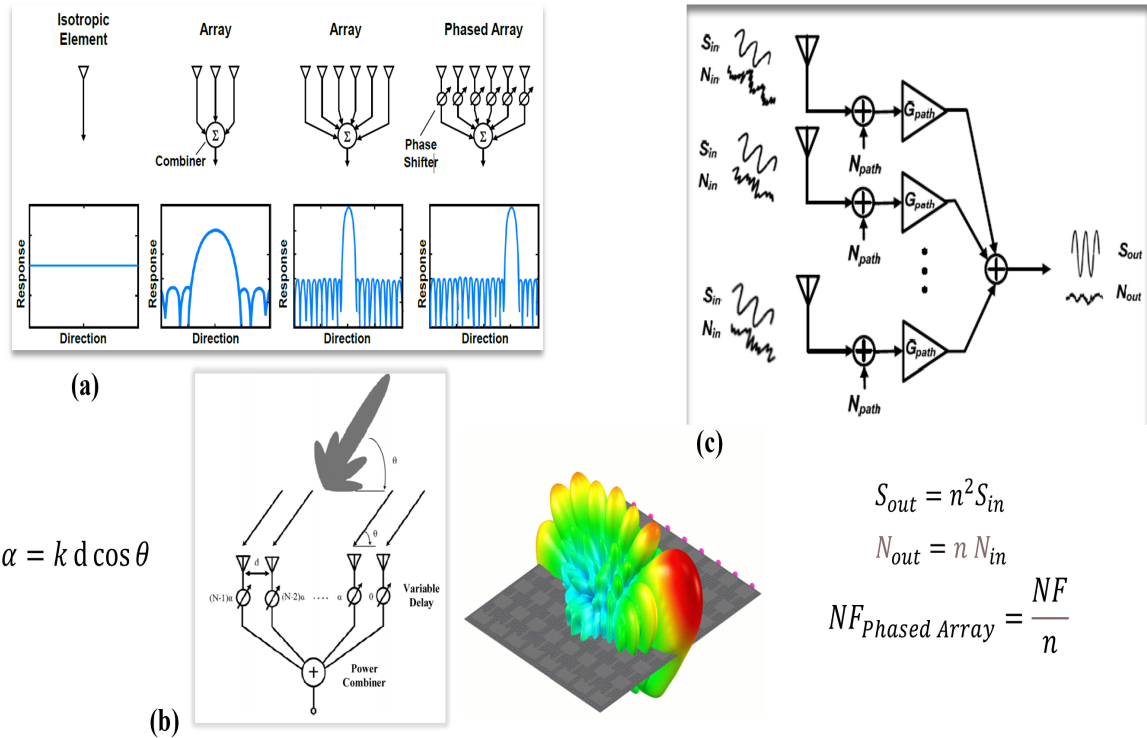 Isotropic
Element
Array
Array
Phased Array
Σ
Combiner
Σ
Σ
Phase
Shifter
Response
Direction
Response
Direction
Response
Direction
Response
Direction
(a)
S_in
N_in
N_path
G_path
S_in
N_in
N_path
G_path
S_in
N_in
N_path
G_path
S_out
N_out
(c)
α = k d cos θ
θ
θ
d
(N-1)α
(N-2)α
.....
α
0
Variable
Delay
Power
Combiner
(b)
S_out = n² S_in
N_out = n N_in
NF_Phased Array = NF / n